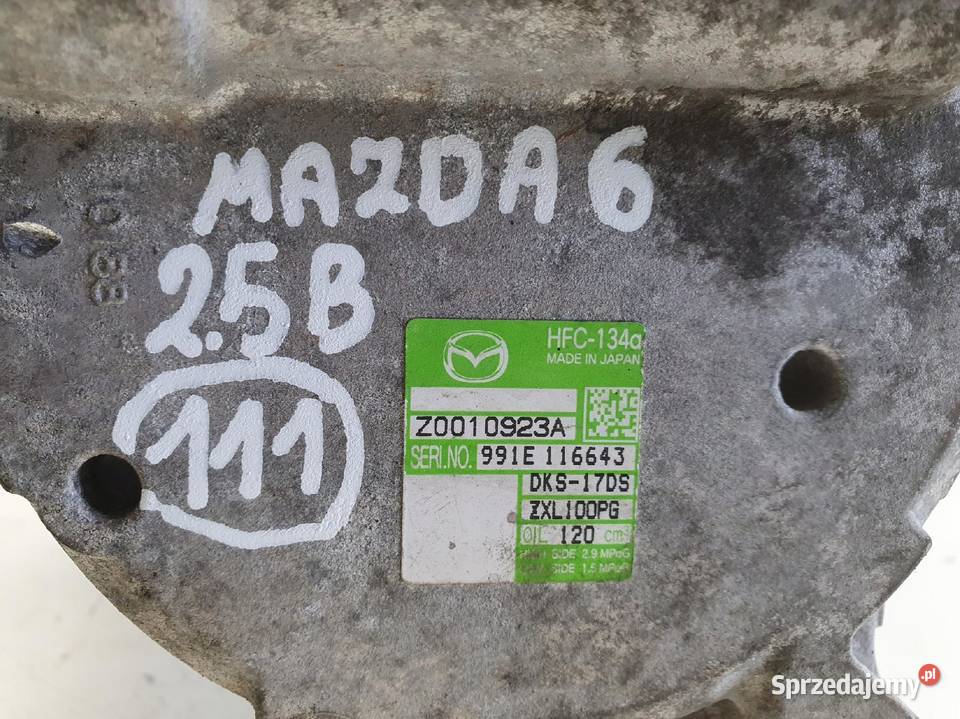 MAZDA 6
2.5B
111
HFC-134a
MADE IN JAPAN
Z0010923A
SERI.NO. 991E 116643
DKS-17DS
ZXL100PG
OIL 120 cm
SIDE 2.9 MPaG
SIDE 1.5 MPaG
Sprzedajemy.pl